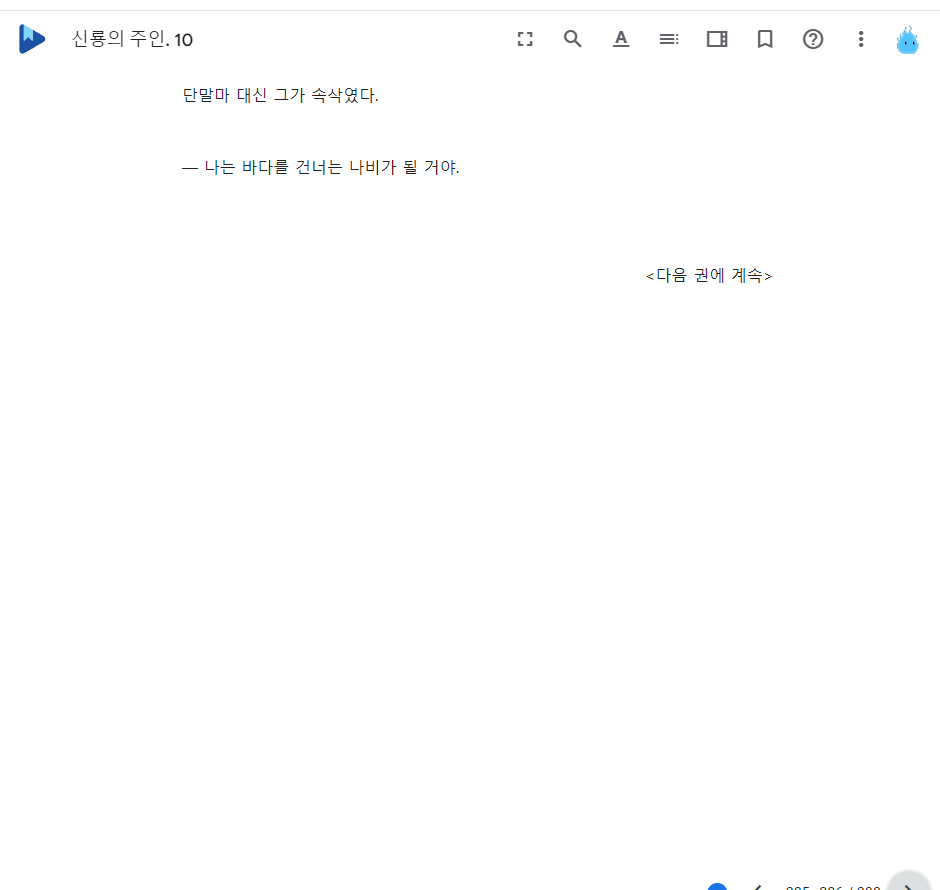 신룡의 주인. 10
단말마 대신 그가 속삭였다.
— 나는 바다를 건너는 나비가 될 거야.
<다음 권에 계속>